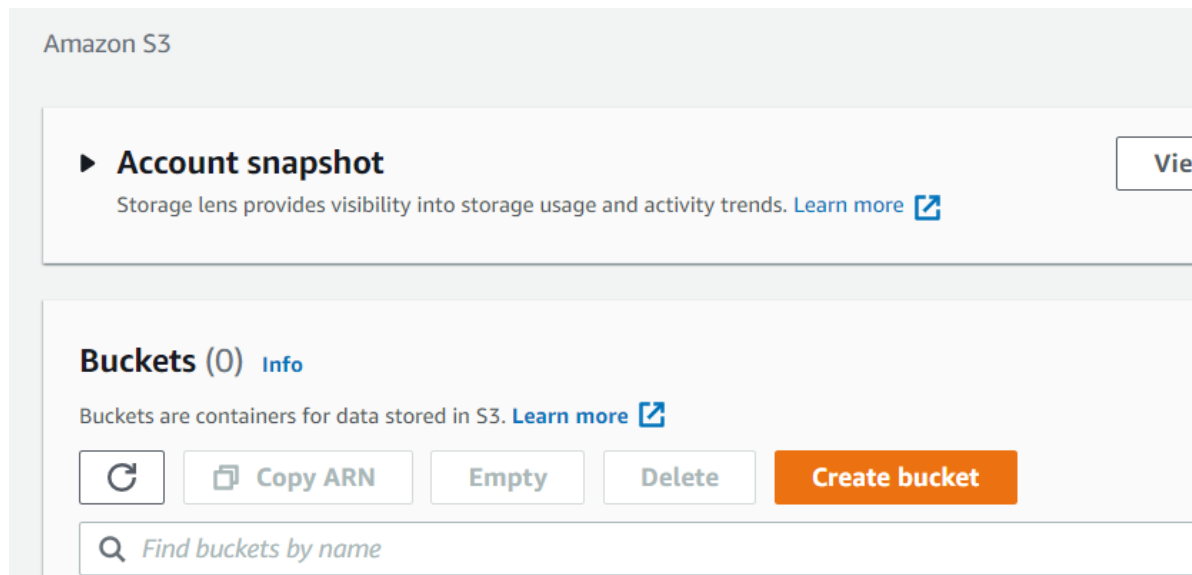 Amazon S3
Account snapshot
Vie
Storage lens provides visibility into storage usage and activity trends. Learn more
Buckets (0) Info
Buckets are containers for data stored in S3. Learn more
Copy ARN Empty Delete Create bucket
Find buckets by name